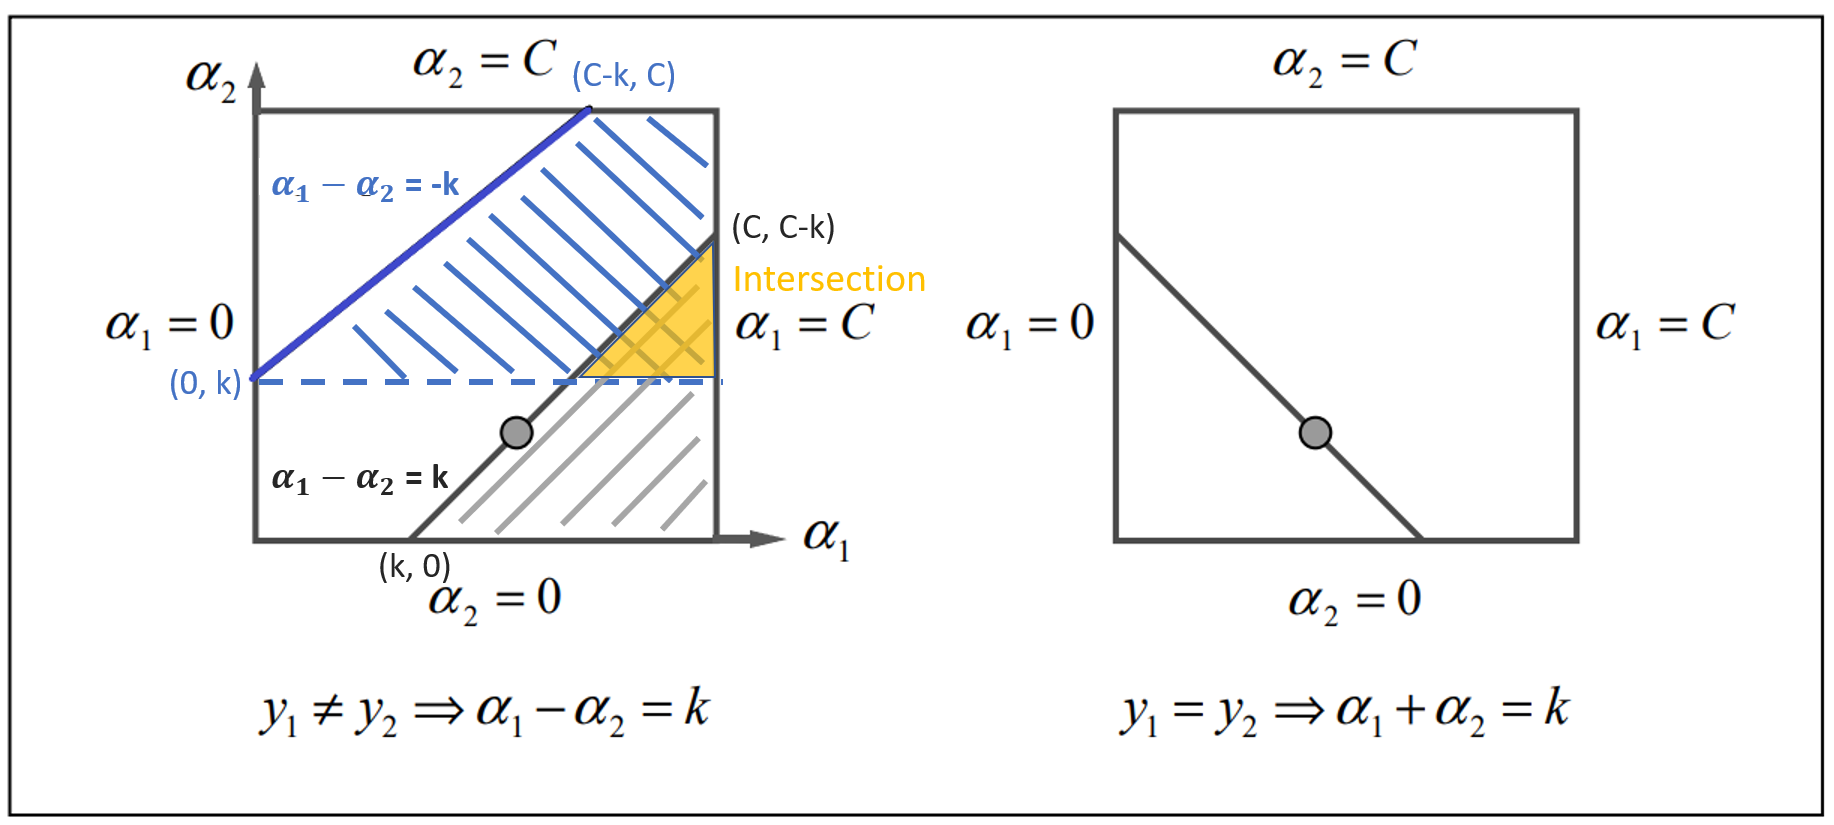 α₂ = C
(C-k, C)
α₂
α₁ − α₂ = -k
(C, C-k)
Intersection
α₁ = 0
α₁ = C
(0, k)
α₁ − α₂ = k
α₁
(k, 0)
α₂ = 0
y₁ ≠ y₂ ⇒ α₁ − α₂ = k
α₂ = C
α₁ = 0
α₁ = C
α₂ = 0
y₁ = y₂ ⇒ α₁ + α₂ = k